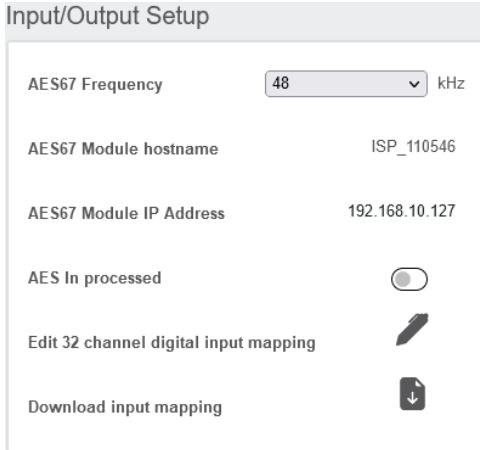 Input/Output Setup
AES67 Frequency 48 kHz
AES67 Module hostname ISP_110546
AES67 Module IP Address 192.168.10.127
AES In processed
Edit 32 channel digital input mapping
Download input mapping